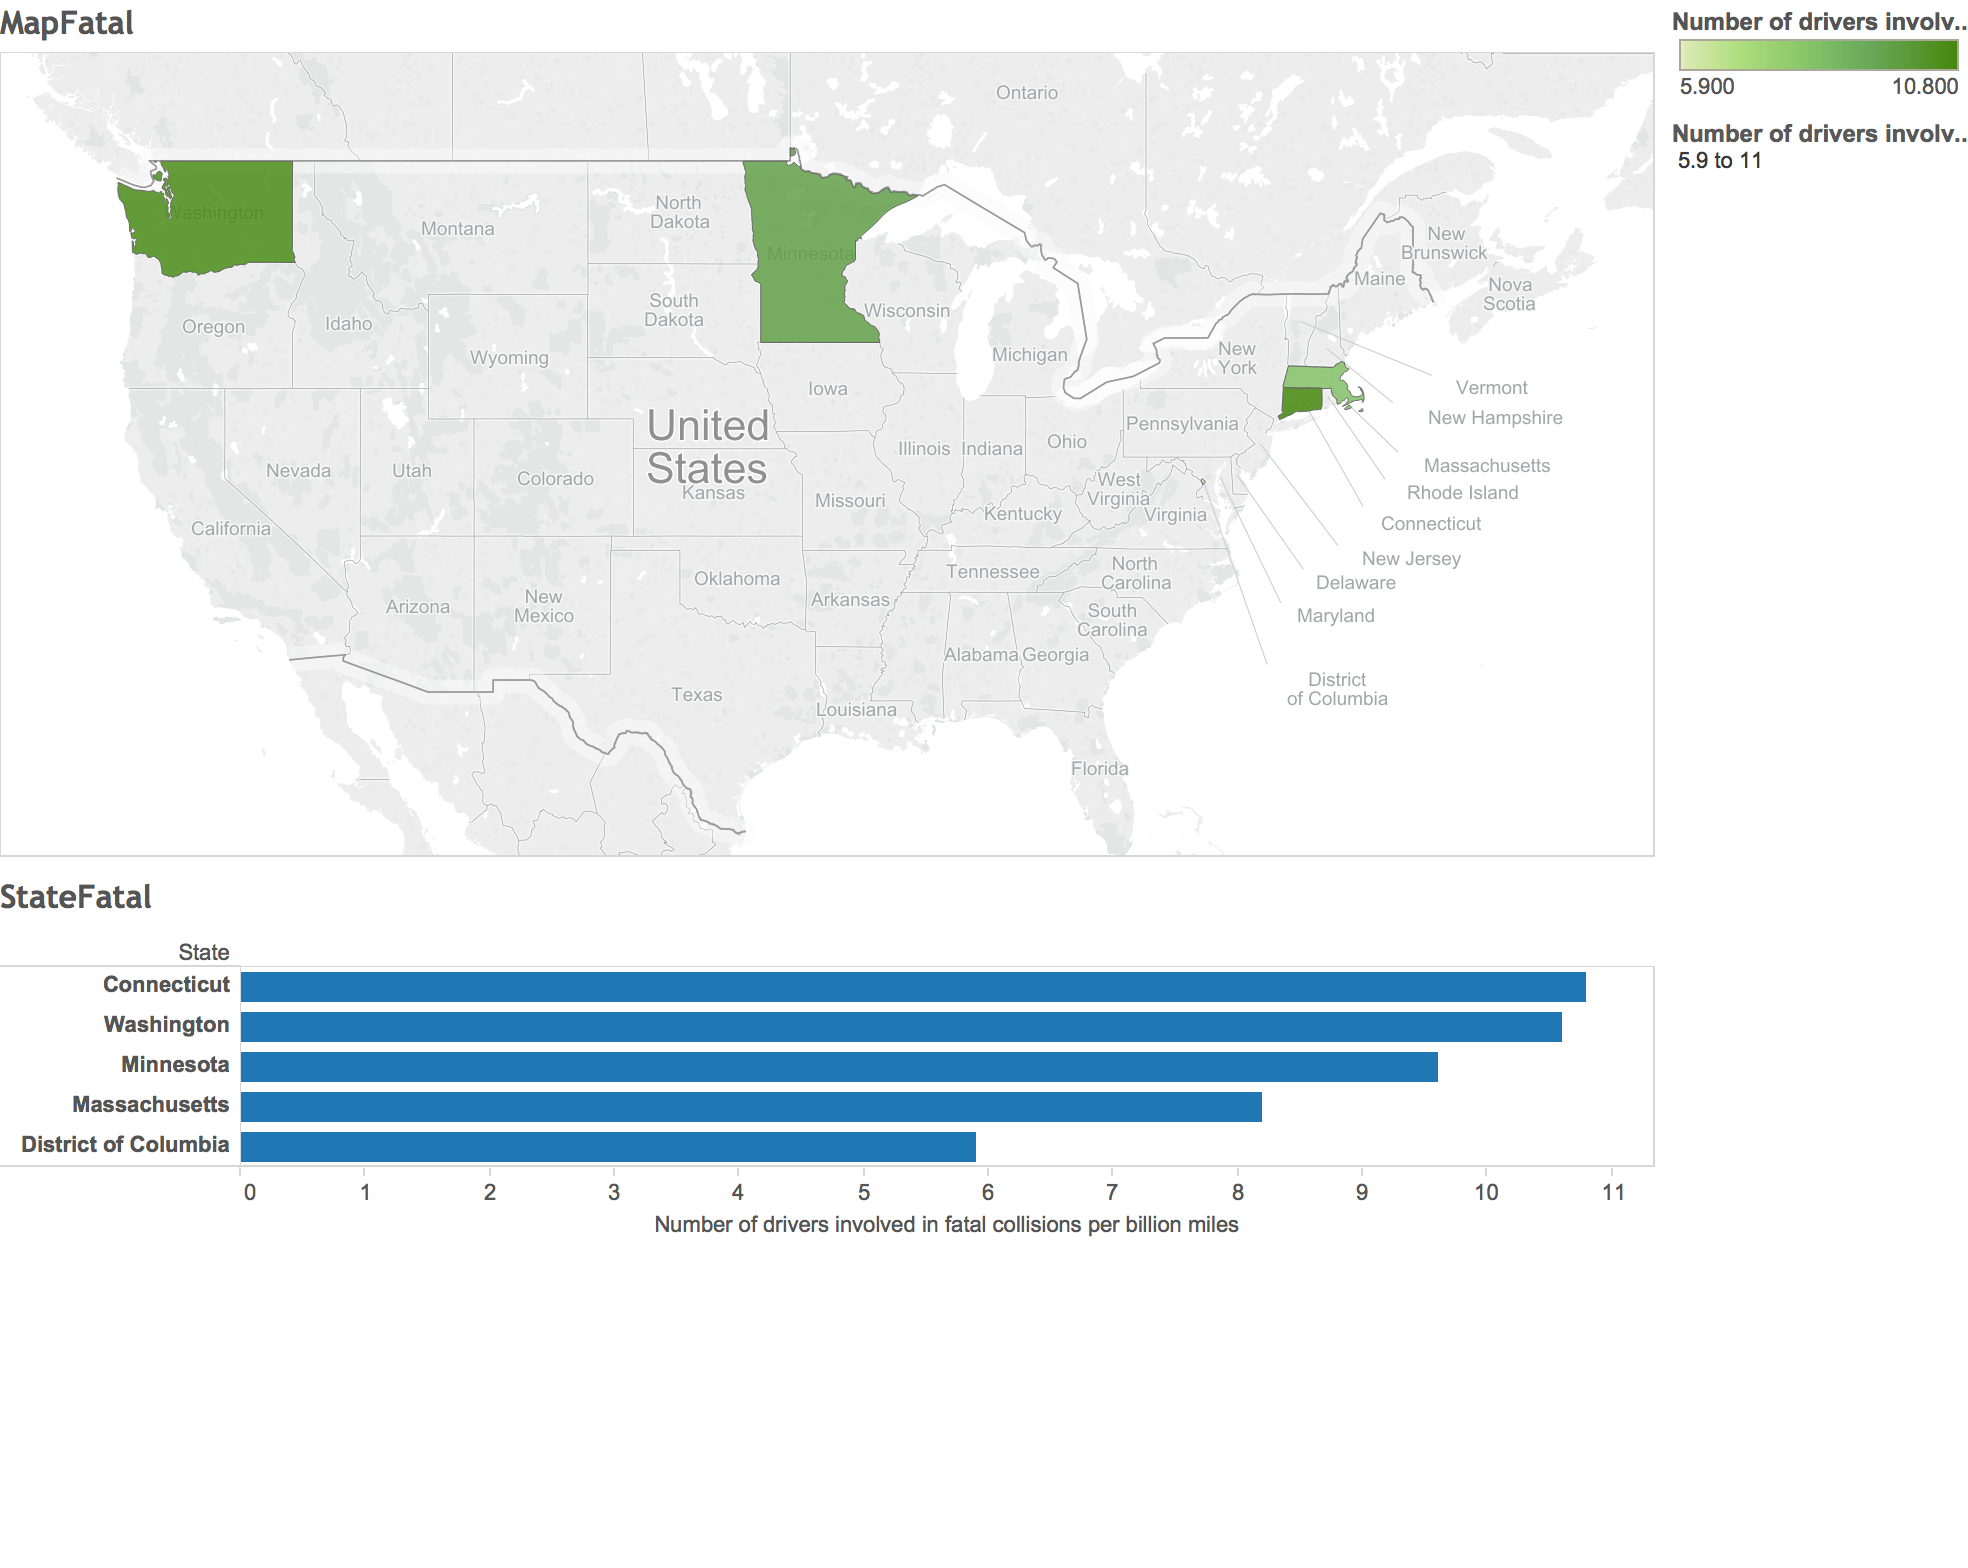 MapFatal
Number of drivers involv..
5.900
10.800
Number of drivers involv..
5.9 to 11
Ontario
Washington
Montana
North
Dakota
Minnesota
New
Brunswick
Maine
Nova
Scotia
Oregon
Idaho
South
Dakota
Wisconsin
Wyoming
Michigan
New
York
Vermont
Iowa
New Hampshire
United
States
Pennsylvania
Nevada
Utah
Colorado
Kansas
Illinois
Indiana
Ohio
Massachusetts
Rhode Island
West
Virginia
Missouri
California
Kentucky
Virginia
Connecticut
New Jersey
Oklahoma
Tennessee
North
Carolina
Delaware
Arizona
New
Mexico
Arkansas
South
Carolina
Maryland
Alabama
Georgia
Texas
Louisiana
District
of Columbia
Florida
StateFatal
State
Connecticut
Washington
Minnesota
Massachusetts
District of Columbia
0 1 2 3 4 5 6 7 8 9 10 11
Number of drivers involved in fatal collisions per billion miles